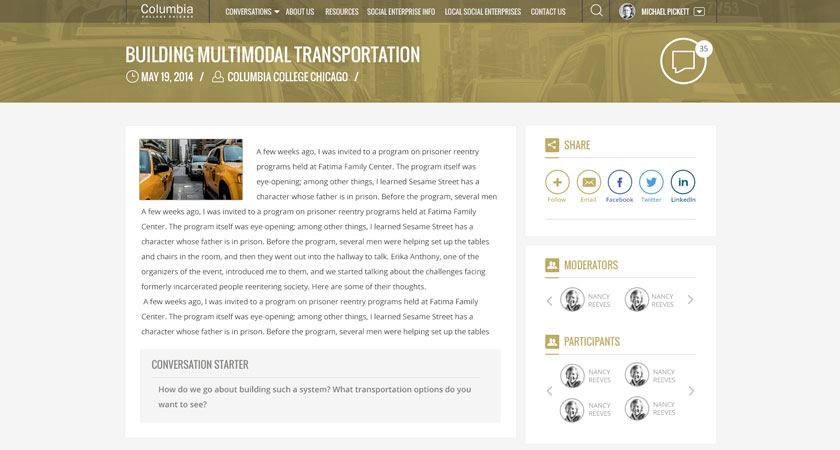 Columbia
COLLEGE CHICAGO
CONVERSATIONS ABOUT US RESOURCES SOCIAL ENTERPRISE INFO LOCAL SOCIAL ENTERPRISES CONTACT US
MICHAEL PICKETT
BUILDING MULTIMODAL TRANSPORTATION
MAY 19, 2014 / COLUMBIA COLLEGE CHICAGO /
35
A few weeks ago, I was invited to a program on prisoner reentry
programs held at Fatima Family Center. The program itself was
eye-opening; among other things, I learned Sesame Street has a
character whose father is in prison. Before the program, several men
A few weeks ago, I was invited to a program on prisoner reentry programs held at Fatima Family
Center. The program itself was eye-opening; among other things, I learned Sesame Street has a
character whose father is in prison. Before the program, several men were helping set up the tables
and chairs in the room, and then they went out into the hallway to talk. Erika Anthony, one of the
organizers of the event, introduced me to them, and we started talking about the challenges facing
formerly incarcerated people reentering society. Here are some of their thoughts.
A few weeks ago, I was invited to a program on prisoner reentry programs held at Fatima Family
Center. The program itself was eye-opening; among other things, I learned Sesame Street has a
character whose father is in prison. Before the program, several men were helping set up the tables
CONVERSATION STARTER
How do we go about building such a system? What transportation options do you
want to see?
SHARE
Follow Email Facebook Twitter LinkedIn
MODERATORS
NANCY REEVES
NANCY REEVES
PARTICIPANTS
NANCY REEVES
NANCY REEVES
NANCY REEVES
NANCY REEVES